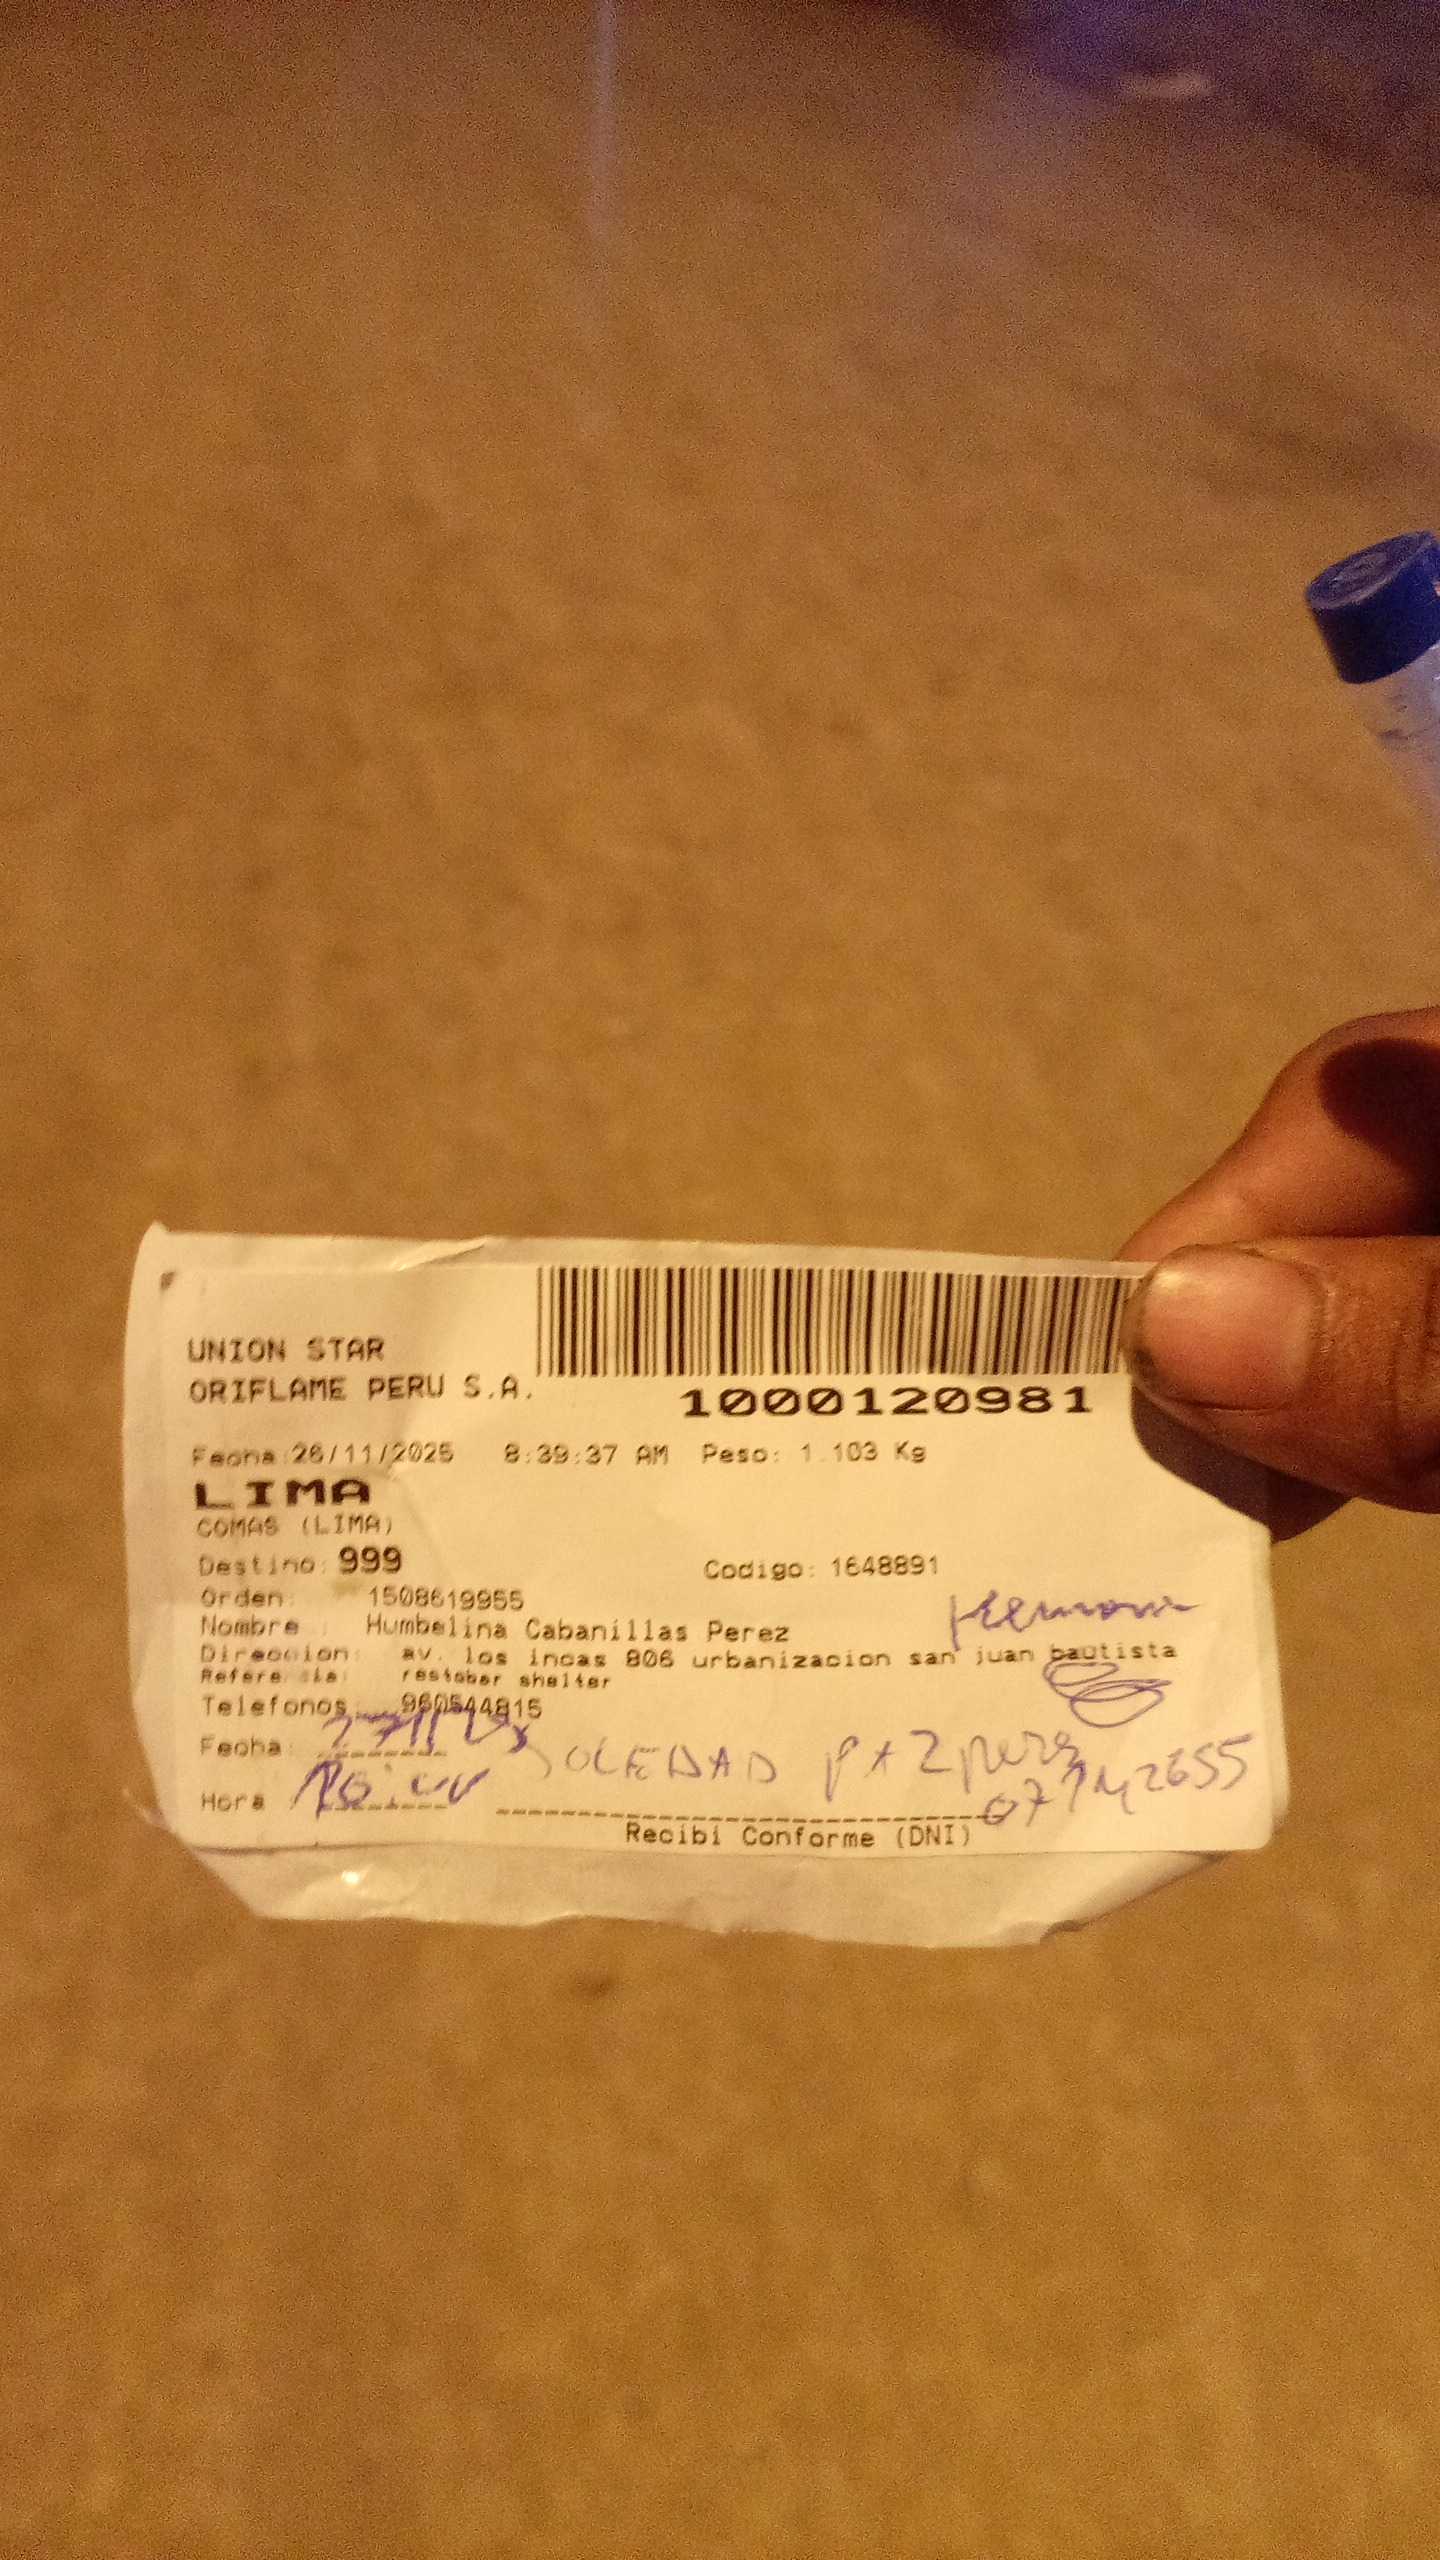 UNION STAR
ORIFLAME PERU S.A.
1000120981
Fecha:26/11/2025 8:39:37 AM Peso: 1.103 Kg
LIMA
COMAS (LIMA)
Destino: 999 Codigo: 1648891
Orden: 1508619955
Nombre : Humbelina Cabanillas Perez
Direccion: av. los incas 806 urbanizacion san juan bautista
Referencia: restobar shelter
Telefonos: 960544815
Fecha:
SOLEDAD
Hora
Recibi Conforme (DNI)